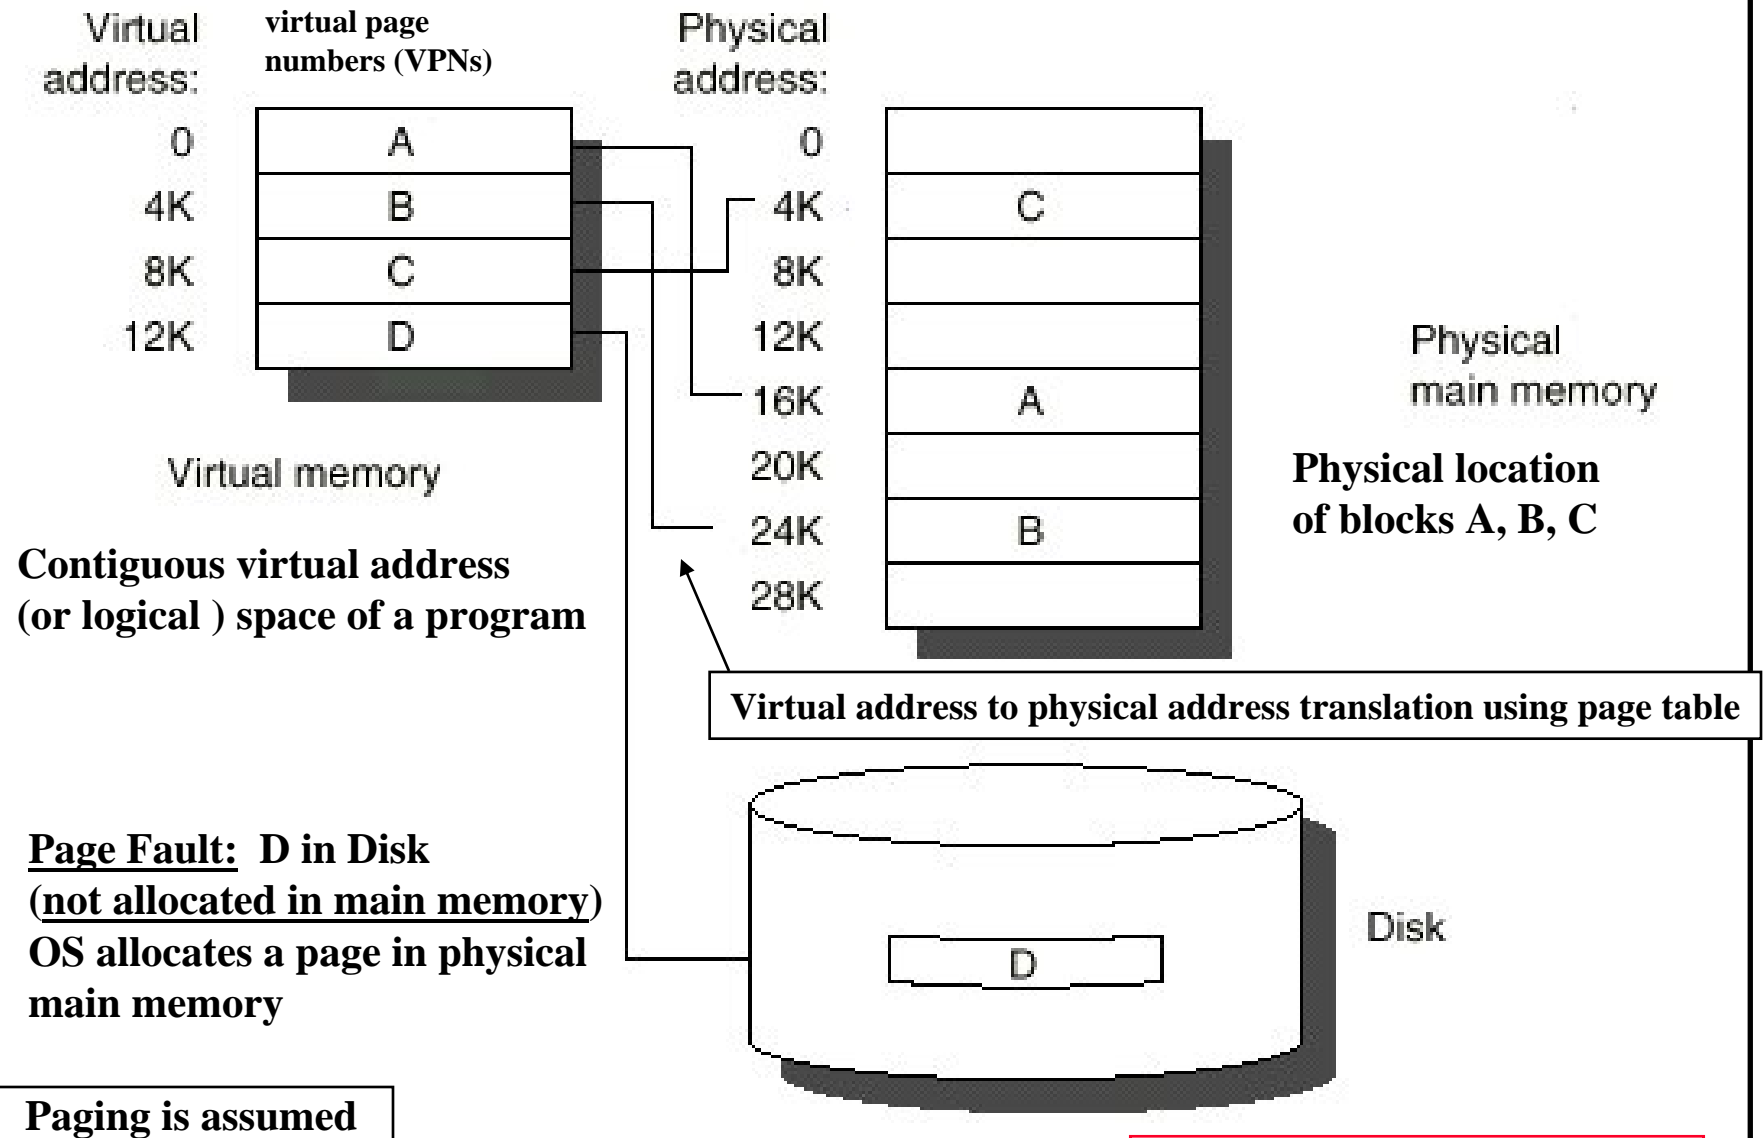 Virtual
address:
virtual page
numbers (VPNs)
Physical
address:
0
4K
8K
12K
A
B
C
D
0
4K
8K
12K
16K
20K
24K
28K
C
A
B
Physical
main memory
Virtual memory
Physical location
of blocks A, B, C
Contiguous virtual address
(or logical ) space of a program
Virtual address to physical address translation using page table
Page Fault: D in Disk
(not allocated in main memory)
OS allocates a page in physical
main memory
D
Disk
Paging is assumed